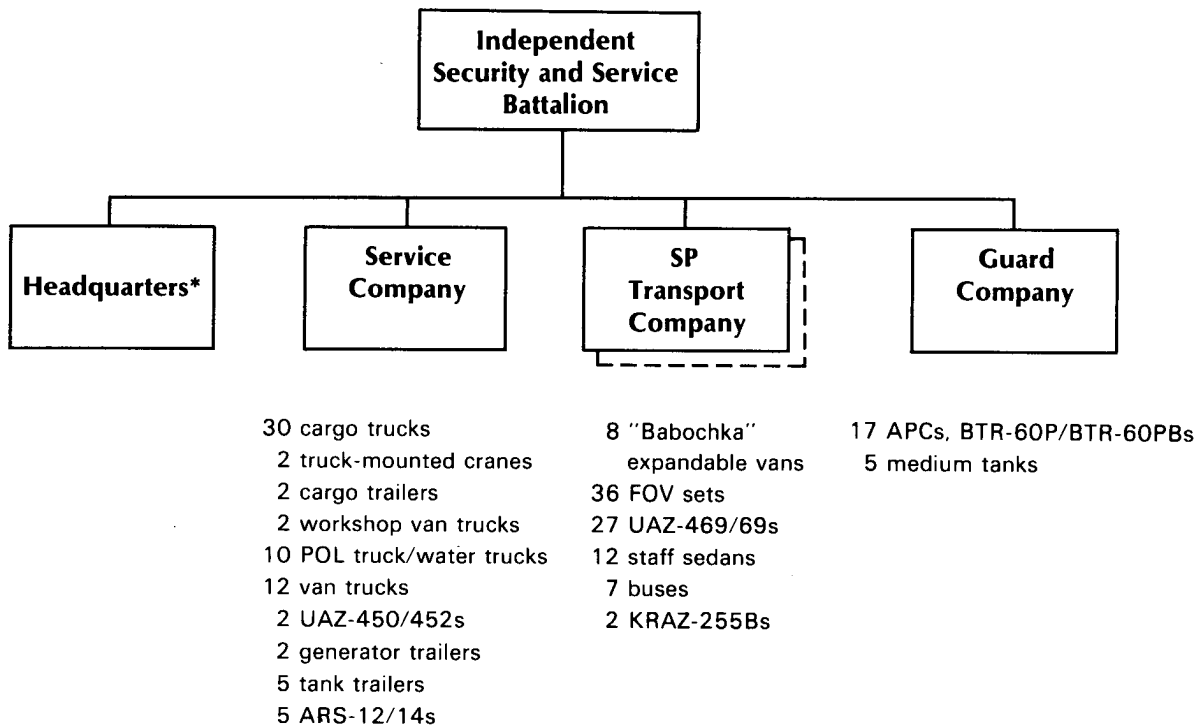 Independent
Security and Service
Battalion
Headquarters*
Service
Company
SP
Transport
Company
Guard
Company
30 cargo trucks
2 truck-mounted cranes
2 cargo trailers
2 workshop van trucks
10 POL truck/water trucks
12 van trucks
2 UAZ-450/452s
2 generator trailers
5 tank trailers
5 ARS-12/14s
8 "Babochka"
expandable vans
36 FOV sets
27 UAZ-469/69s
12 staff sedans
7 buses
2 KRAZ-255Bs
17 APCs, BTR-60P/BTR-60PBs
5 medium tanks